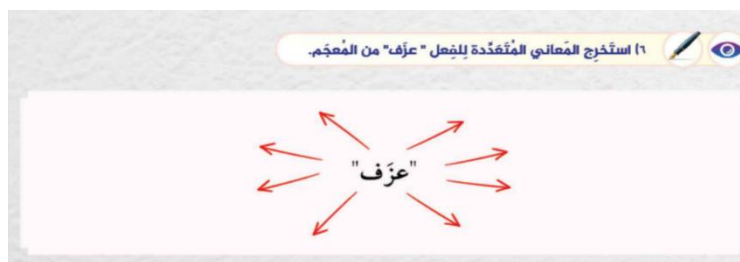 ٦) استَخرِج المَعاني المُتَعَدِّدة لِلفِعل " عزَف" من المُعجَم.
"عزَف"